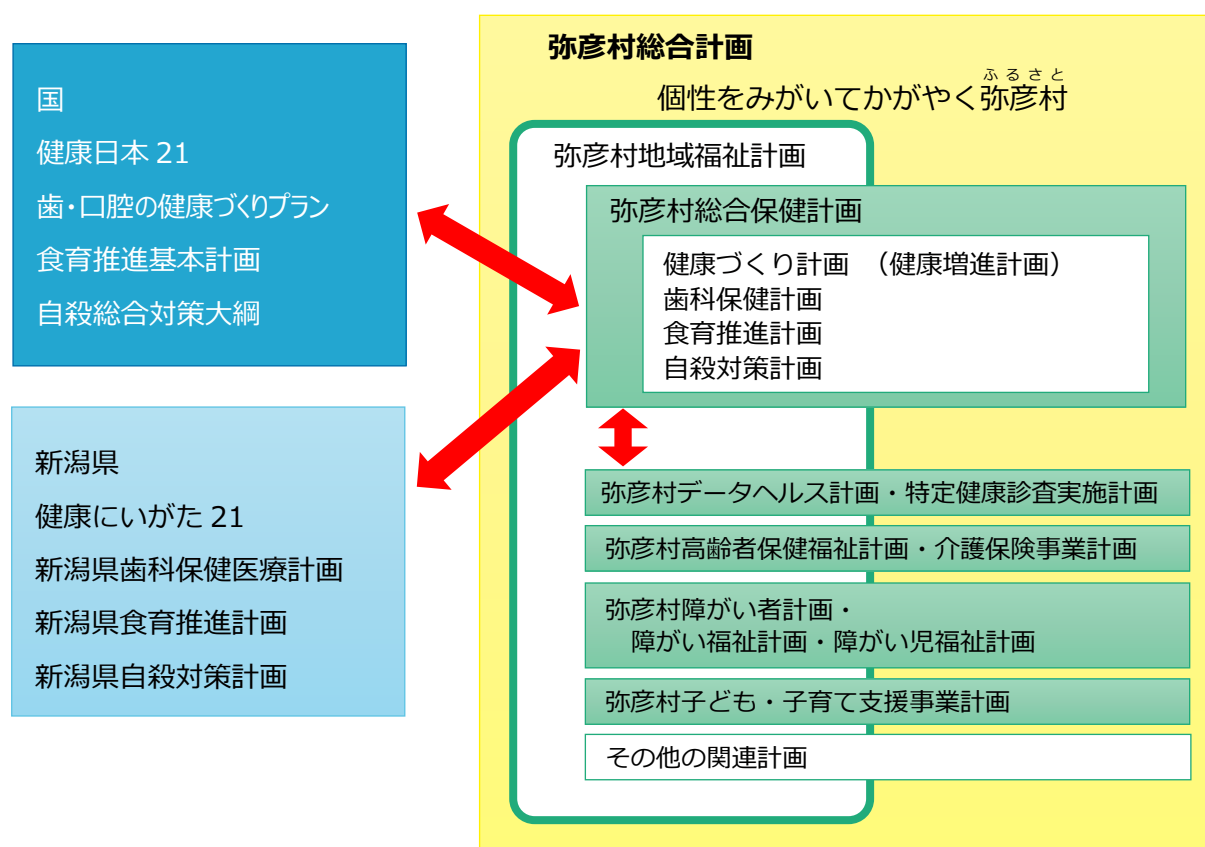 国
健康日本 21
歯・口腔の健康づくりプラン
食育推進基本計画
自殺総合対策大綱
新潟県
健康にいがた 21
新潟県歯科保健医療計画
新潟県食育推進計画
新潟県自殺対策計画
弥彦村総合計画
ふるさと
個性をみがいてかがやく弥彦村
弥彦村地域福祉計画
弥彦村総合保健計画
健康づくり計画 （健康増進計画）
歯科保健計画
食育推進計画
自殺対策計画
弥彦村データヘルス計画・特定健康診査実施計画
弥彦村高齢者保健福祉計画・介護保険事業計画
弥彦村障がい者計画・
障がい福祉計画・障がい児福祉計画
弥彦村子ども・子育て支援事業計画
その他の関連計画